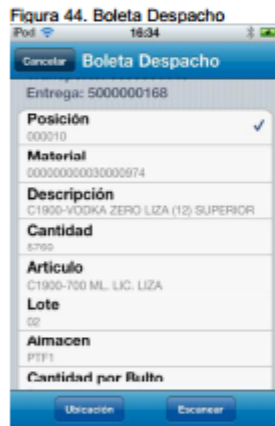 Figura 44. Boleta Despacho
iPod 16:34
Cancelar Boleta Despacho
Entrega: 5000000168
Posición
000010
Material
000000000030000974
Descripción
C1900-VODKA ZERO LIZA (12) SUPERIOR
Cantidad
Articulo
C1900-700 ML. LIC. LIZA
Lote
02
Almacen
PTF1
Cantidad por Bulto
Ubicación Escanear